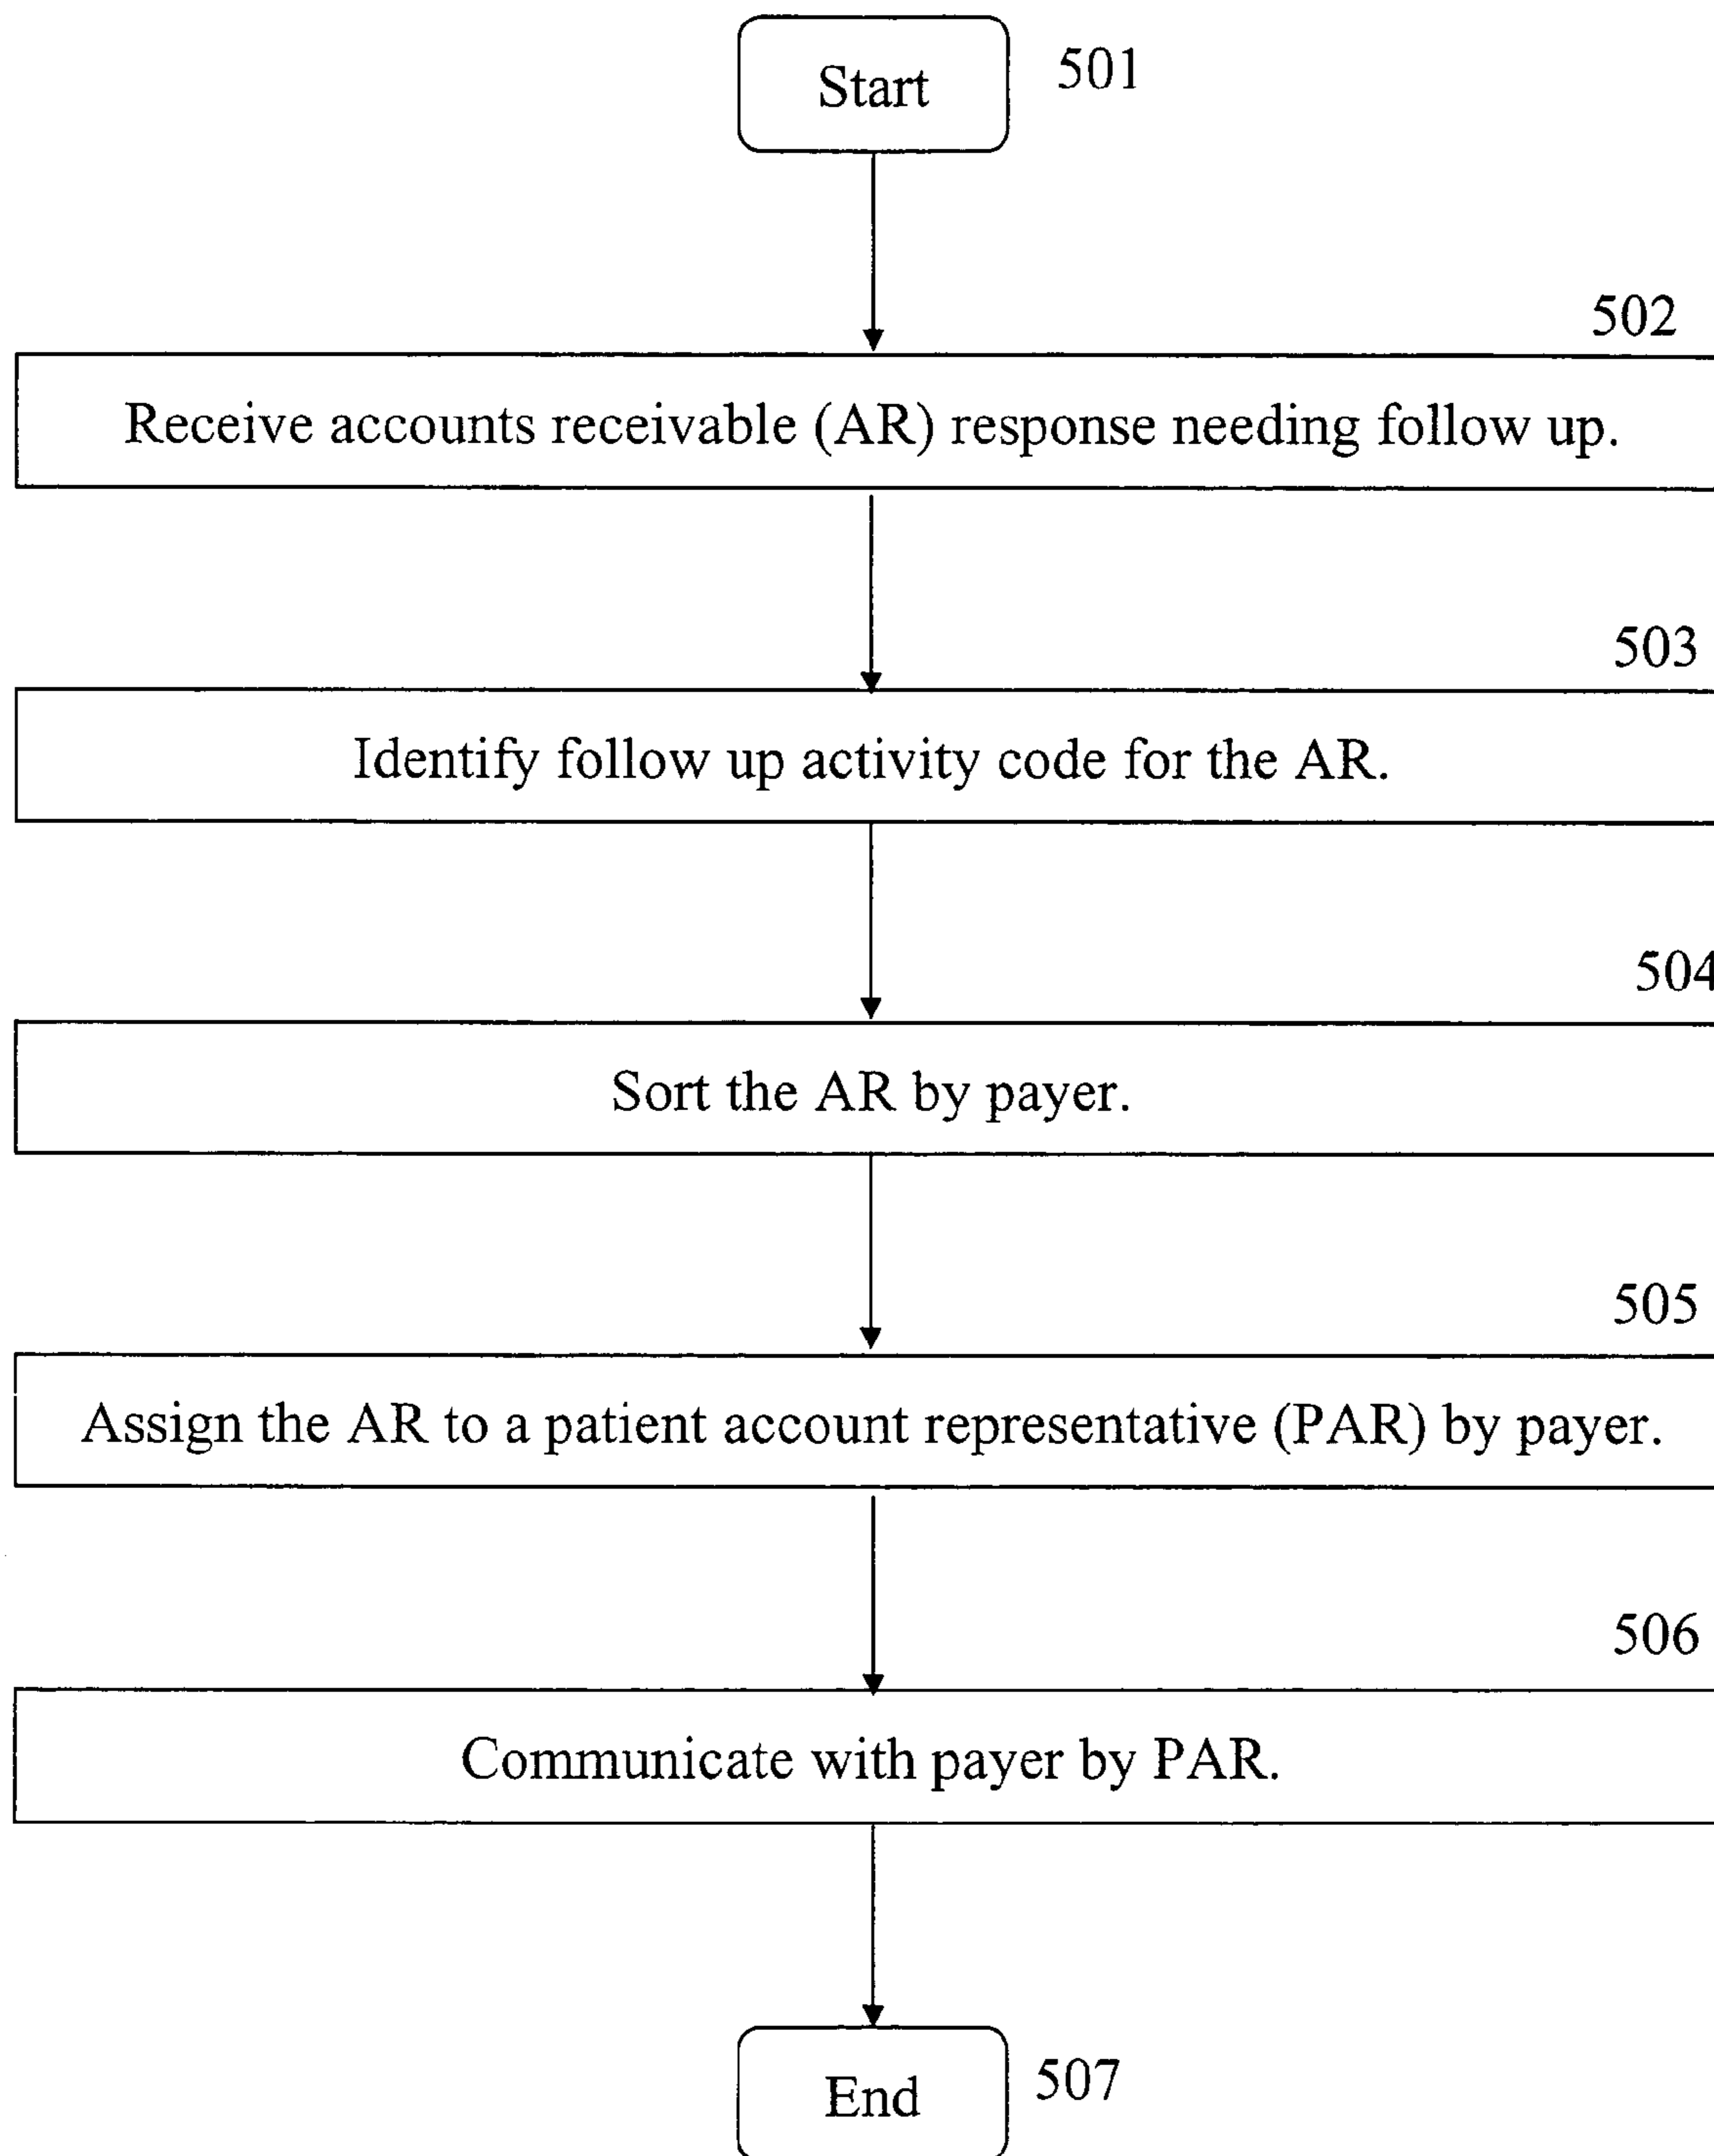 Start 501
502
Receive accounts receivable (AR) response needing follow up.
503
Identify follow up activity code for the AR.
504
Sort the AR by payer.
505
Assign the AR to a patient account representative (PAR) by payer.
506
Communicate with payer by PAR.
End 507